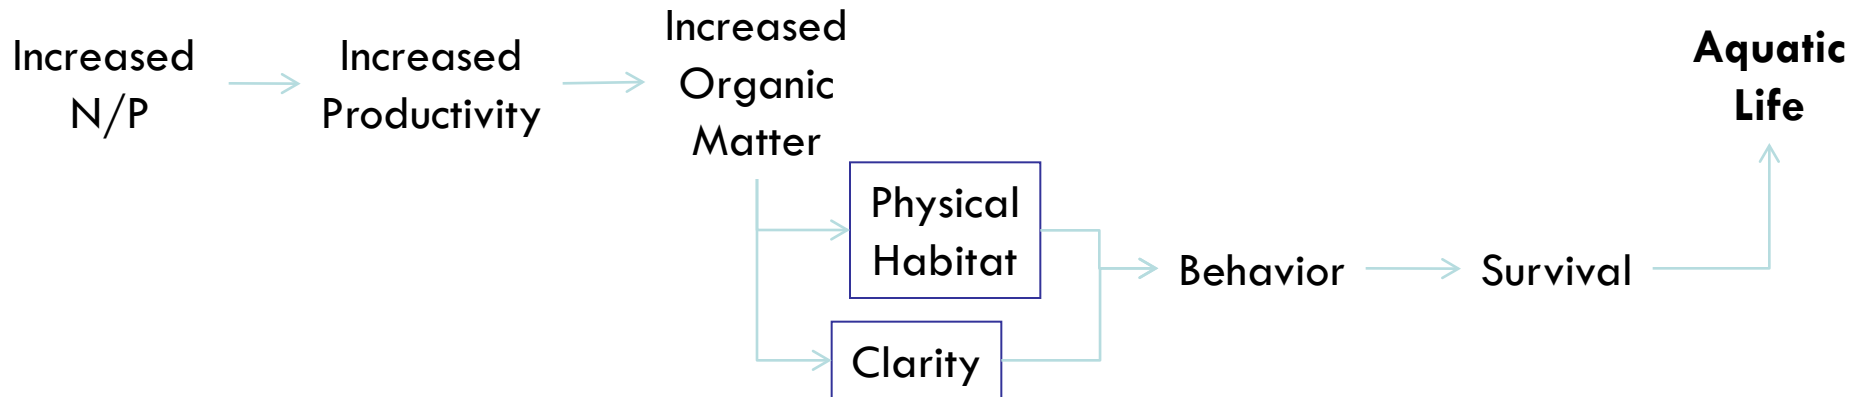 Increased
N/P
Increased
Productivity
Increased
Organic
Matter
Physical
Habitat
Clarity
Behavior
Survival
Aquatic
Life